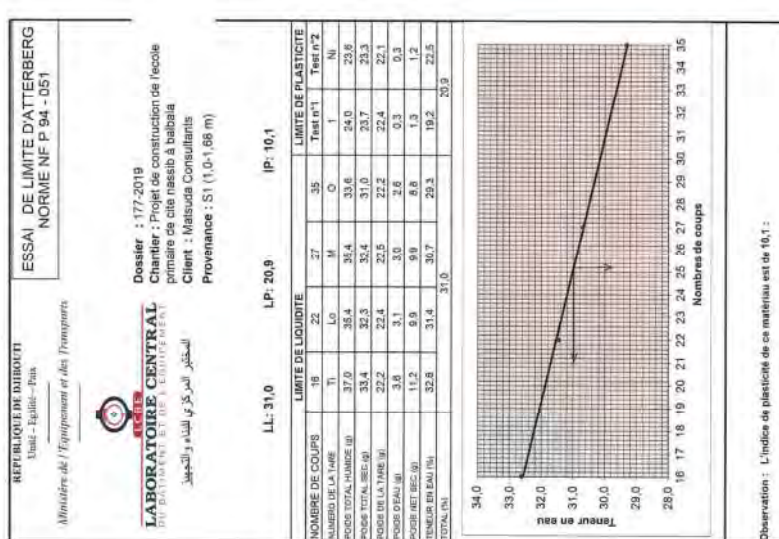 REPUBLIQUE DE DJIBOUTI
Unité – Egalité – Paix
Ministère de l'Equipement et des Transports
ESSAI DE LIMITE D'ATTERBERG
NORME NF P 94 - 051
LCBE
LABORATOIRE CENTRAL
DU BATIMENT ET DE L'EQUIPEMENT
المختبر المركزي للبناء والتجهيز
Dossier : 177-2019
Chantier : Projet de construction de l'ecole
primaire de cite nassib à balbala
Client : Matsuda Consultants
Provenance : S1 (1,0-1,68 m)
LL: 31,0 LP: 20,9 IP: 10,1
LIMITE DE LIQUIDITE LIMITE DE PLASTICITE
NOMBRE DE COUPS 16 22 27 35 Test n°1 Test n°2
NUMERO DE LA TARE Ti Lo M O 1 Ni
POIDS TOTAL HUMIDE (g) 37,0 35,4 35,4 33,6 24,0 23,6
POIDS TOTAL SEC (g) 33,4 32,3 32,4 31,0 23,7 23,3
POIDS DE LA TARE (g) 22,2 22,4 22,5 22,2 22,4 22,1
POIDS D'EAU (g) 3,6 3,1 3,0 2,6 0,3 0,3
POIDS NET SEC (g) 11,2 9,9 9,9 8,8 1,3 1,2
TENEUR EN EAU (%) 32,6 31,4 30,7 29,3 19,2 22,5
TOTAL (%) 31,0 20,9
Teneur en eau
34,0
33,0
32,0
31,0
30,0
29,0
28,0
16 17 18 19 20 21 22 23 24 25 26 27 28 29 30 31 32 33 34 35
Nombres de coups
Observation : L'indice de plasticité de ce matériau est de 10,1 :